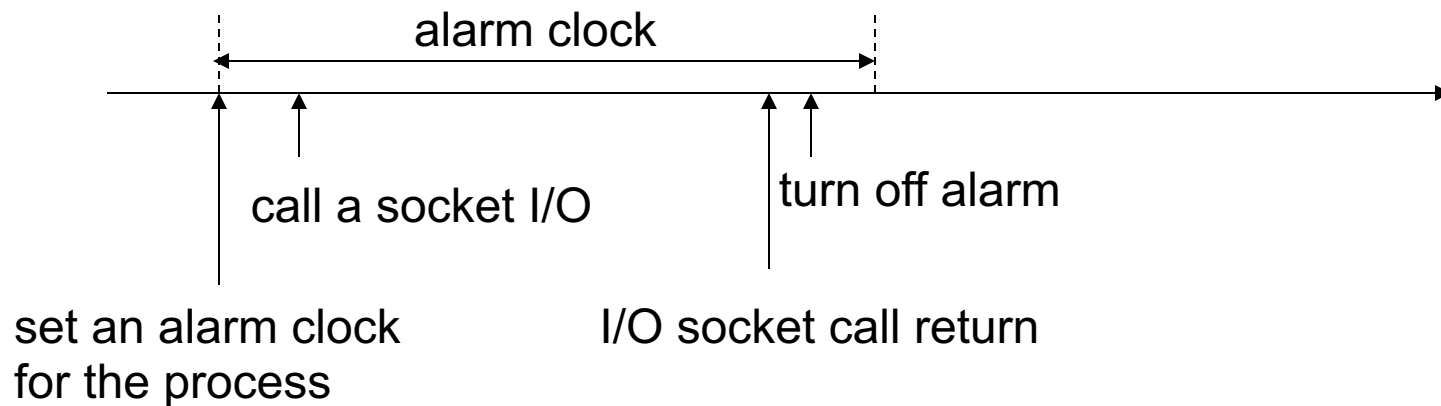 alarm clock
call a socket I/O
turn off alarm
set an alarm clock
for the process
I/O socket call return